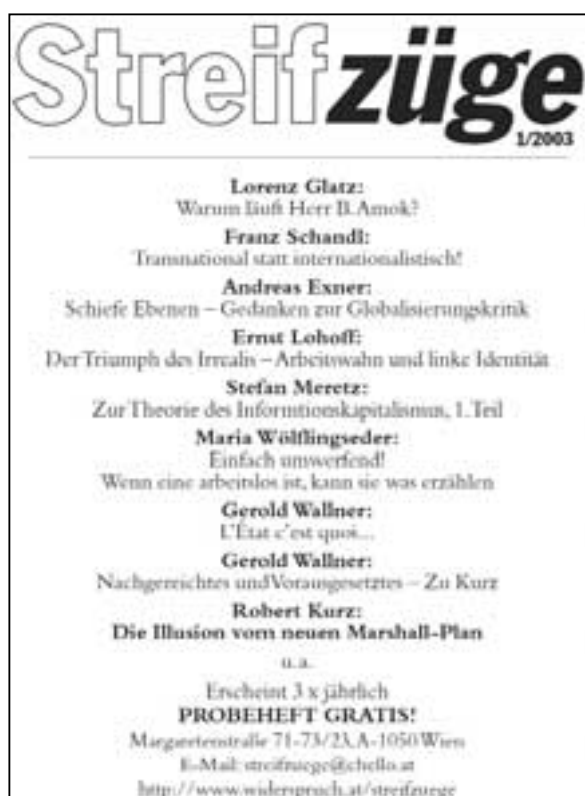 Streifzüge
1/2003
Lorenz Glatz:
Warum läuft Herr B. Amok?
Franz Schandl:
Transnational statt internationalistisch!
Andreas Exner:
Schiefe Ebenen – Gedanken zur Globalisierungskritik
Ernst Lohoff:
Der Triumph des Irrealis – Arbeitswahn und linke Identität
Stefan Meretz:
Zur Theorie des Informtionskapitalismus, 1. Teil
Maria Wölflingseder:
Einfach umwerfend!
Wenn eine arbeitslos ist, kann sie was erzählen
Gerold Wallner:
L'État c'est quoi...
Gerold Wallner:
Nachgereichtes und Vorausgesetztes – Zu Kurz
Robert Kurz:
Die Illusion vom neuen Marshall-Plan
u.a.
Erscheint 3 x jährlich
PROBEHEFT GRATIS!
Margaretenstraße 71-73/23, A-1050 Wien
E-Mail: streifzuege@chello.at
http://www.widerspruch.at/streifzuege